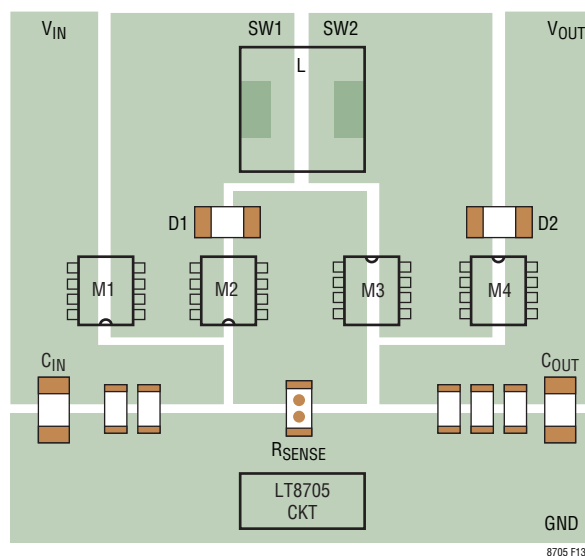 VIN SW1 SW2 VOUT
L
D1 D2
M1 M2 M3 M4
CIN COUT
RSENSE
LT8705
CKT
GND
8705 F13